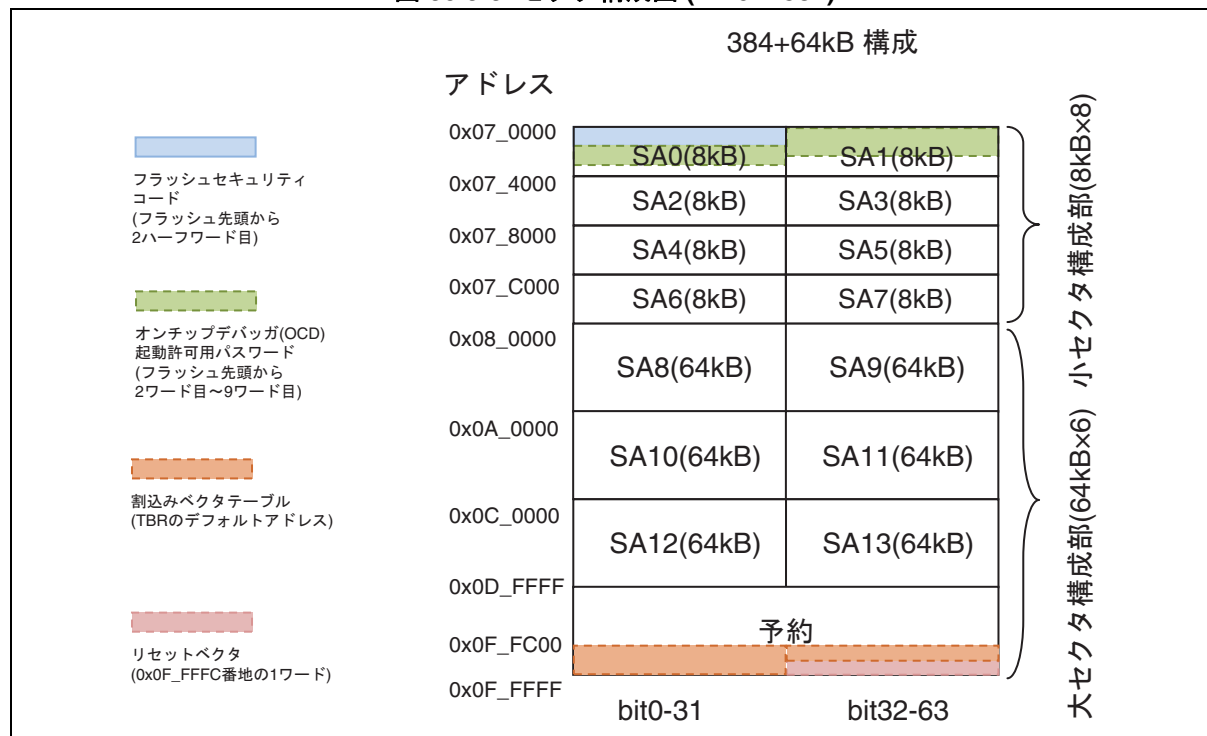 384+64kB 構成
アドレス
フラッシュセキュリティ
コード
(フラッシュ先頭から
2ハーフワード目)
オンチップデバッガ(OCD)
起動許可用パスワード
(フラッシュ先頭から
2ワード目～9ワード目)
割込みベクタテーブル
(TBRのデフォルトアドレス)
リセットベクタ
(0x0F_FFFC番地の1ワード)
0x07_0000
SA0(8kB) SA1(8kB)
0x07_4000
SA2(8kB) SA3(8kB)
0x07_8000
SA4(8kB) SA5(8kB)
0x07_C000
SA6(8kB) SA7(8kB)
0x08_0000
SA8(64kB) SA9(64kB)
0x0A_0000
SA10(64kB) SA11(64kB)
0x0C_0000
SA12(64kB) SA13(64kB)
0x0D_FFFF
予約
0x0F_FC00
0x0F_FFFF
bit0-31 bit32-63
小セクタ構成部(8kB×8)
大セクタ構成部(64kB×6)